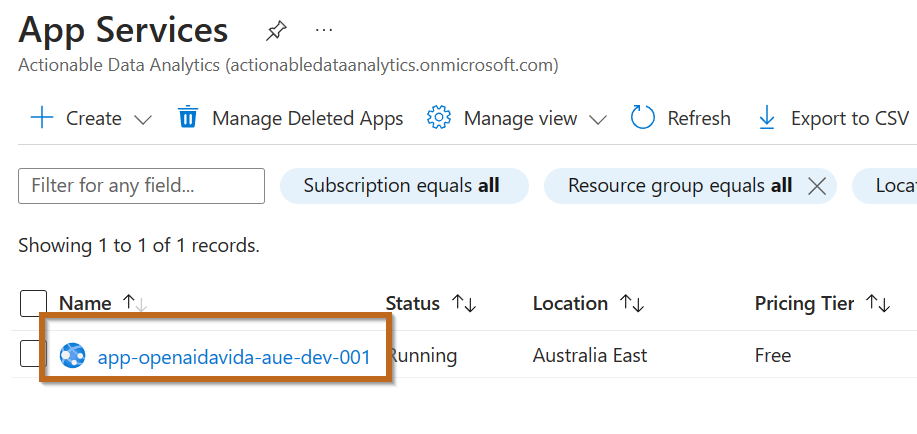 App Services ...
Actionable Data Analytics (actionabledataanalytics.onmicrosoft.com)
Create Manage Deleted Apps Manage view Refresh Export to CSV
Filter for any field... Subscription equals all Resource group equals all Loca
Showing 1 to 1 of 1 records.
Name Status Location Pricing Tier
app-openaidavida-aue-dev-001 Running Australia East Free